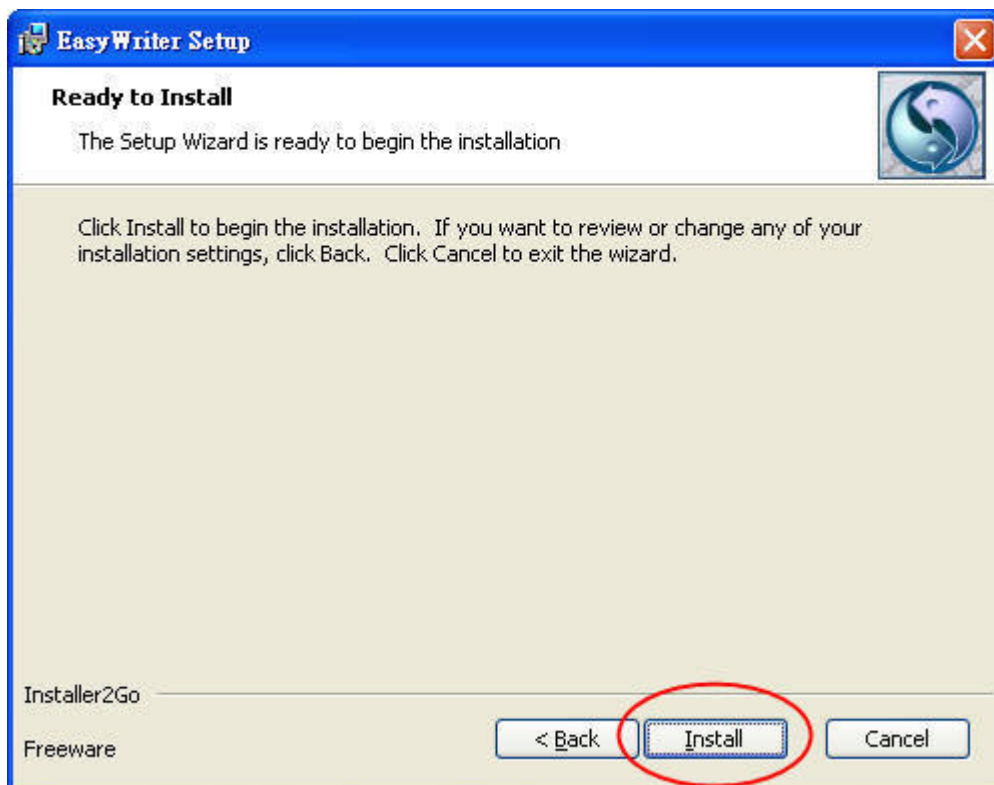 EasyWriter Setup
Ready to Install
The Setup Wizard is ready to begin the installation
Click Install to begin the installation.  If you want to review or change any of your
installation settings, click Back.  Click Cancel to exit the wizard.
Installer2Go
Freeware
< Back
Install
Cancel